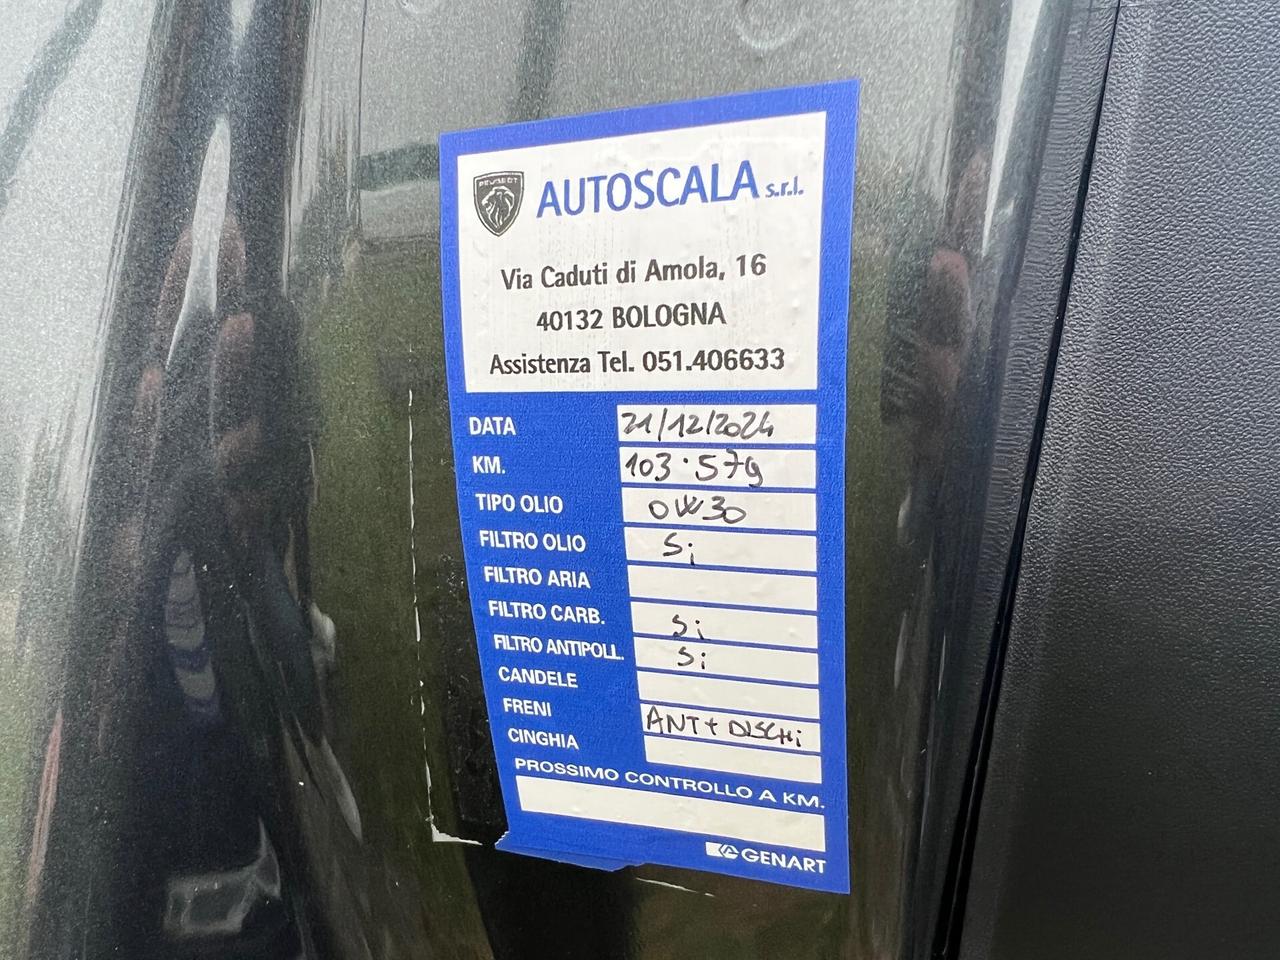 PEUGEOT
AUTOSCALA s.r.l.
Via Caduti di Amola, 16
40132 BOLOGNA
Assistenza Tel. 051.406633
DATA 21/12/2024
KM. 103.579
TIPO OLIO 0W30
FILTRO OLIO Si
FILTRO ARIA
FILTRO CARB. Si
FILTRO ANTIPOLL. Si
CANDELE
FRENI ANT + DISCHi
CINGHIA
PROSSIMO CONTROLLO A KM.
GENART